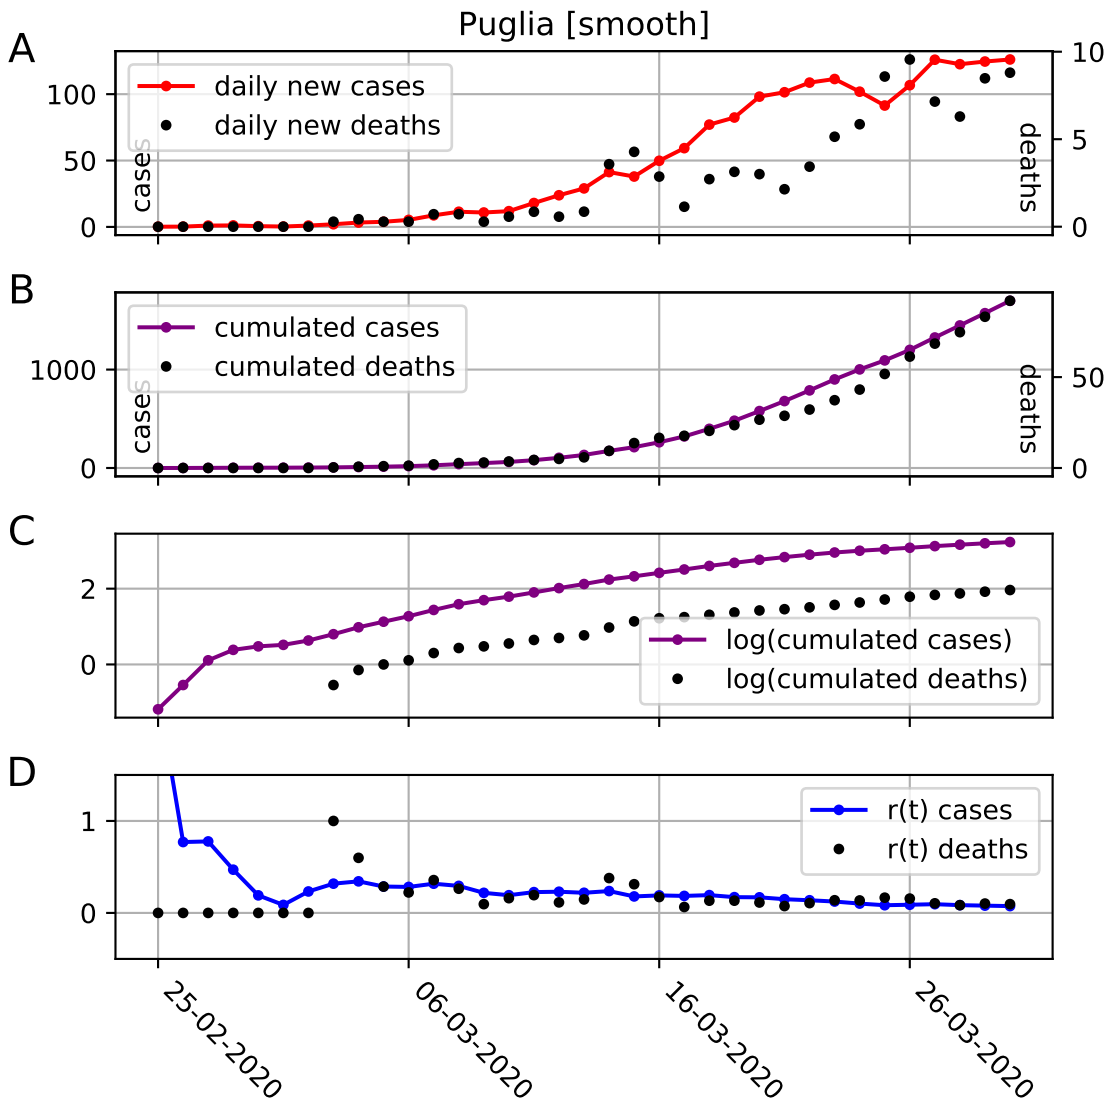 Puglia [smooth]
A
daily new cases
daily new deaths
100
50
0
cases
10
5
0
deaths
B
cumulated cases
cumulated deaths
1000
0
cases
50
0
deaths
C
2
0
log(cumulated cases)
log(cumulated deaths)
D
1
0
r(t) cases
r(t) deaths
25-02-2020
06-03-2020
16-03-2020
26-03-2020